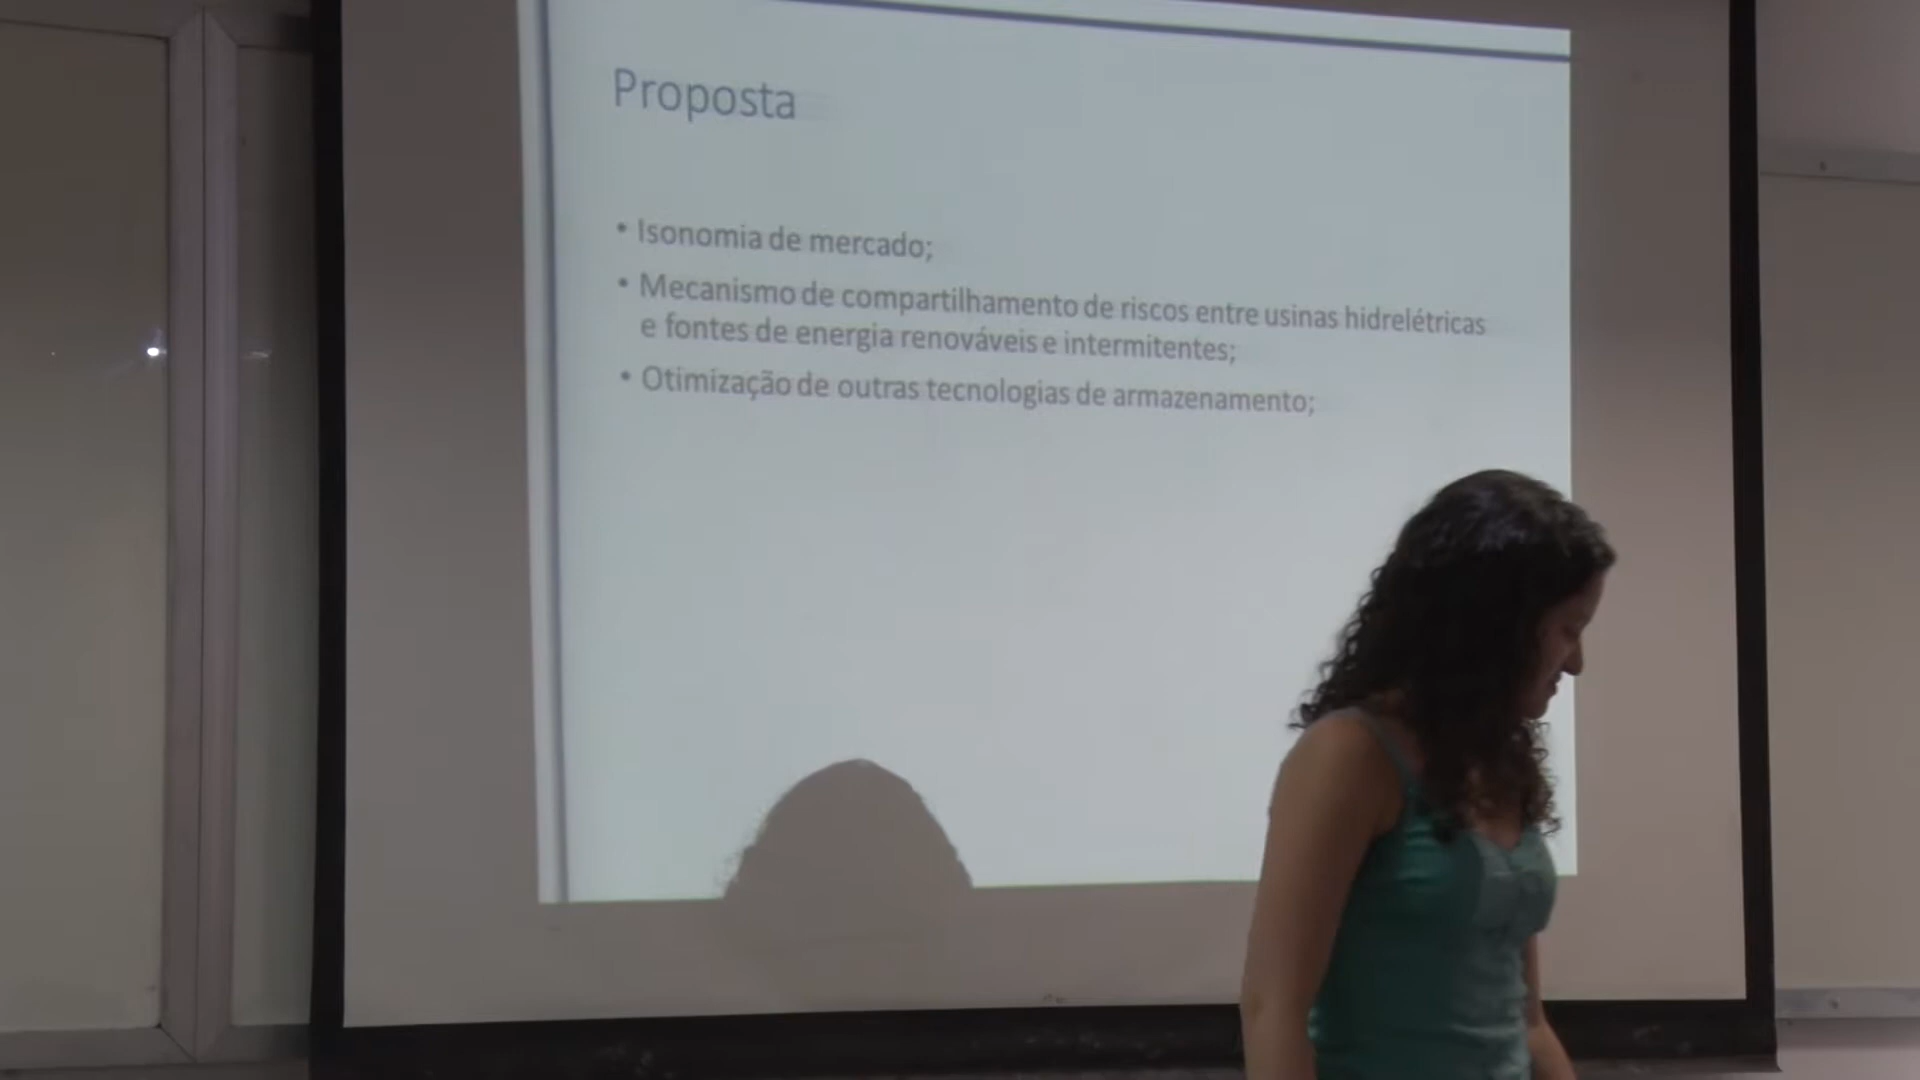 Proposta
• Isonomia de mercado;
• Mecanismo de compartilhamento de riscos entre usinas hidrelétricas
e fontes de energia renováveis e intermitentes;
• Otimização de outras tecnologias de armazenamento;